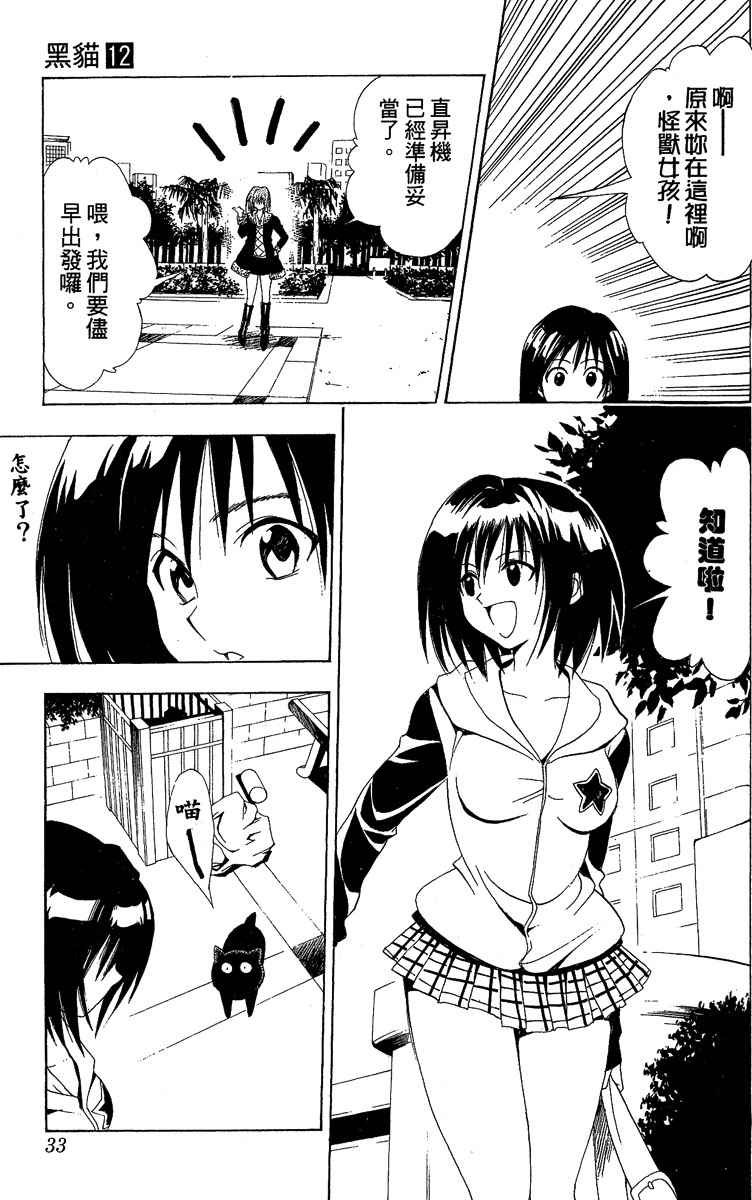 黑貓12
啊——
原來妳在這裡啊
，怪獸女孩！
直昇機
已經準備妥
當了。
喂，我們要儘
早出發囉。
知道啦！
怎麼了？
喵——
33